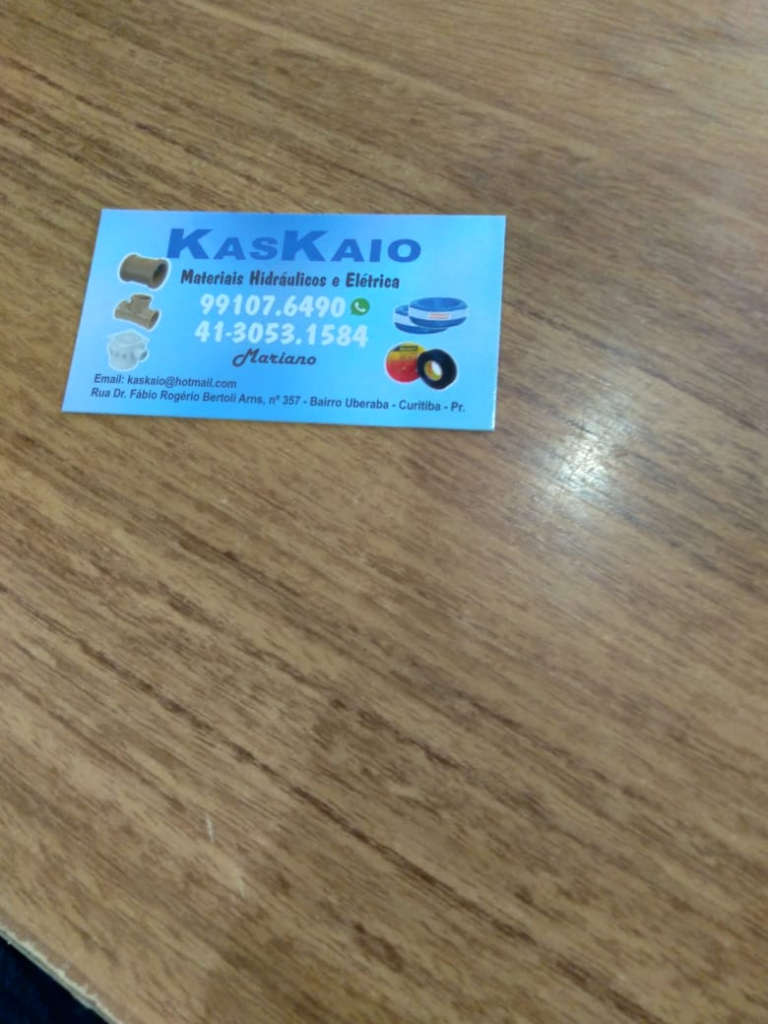 KASKAIO
Materiais Hidráulicos e Elétrica
99107.6490
41-3053.1584
Mariano
Email: kaskaio@hotmail.com
Rua Dr. Fábio Rogério Bertoli Arns, nº 357 - Bairro Uberaba - Curitiba - Pr.